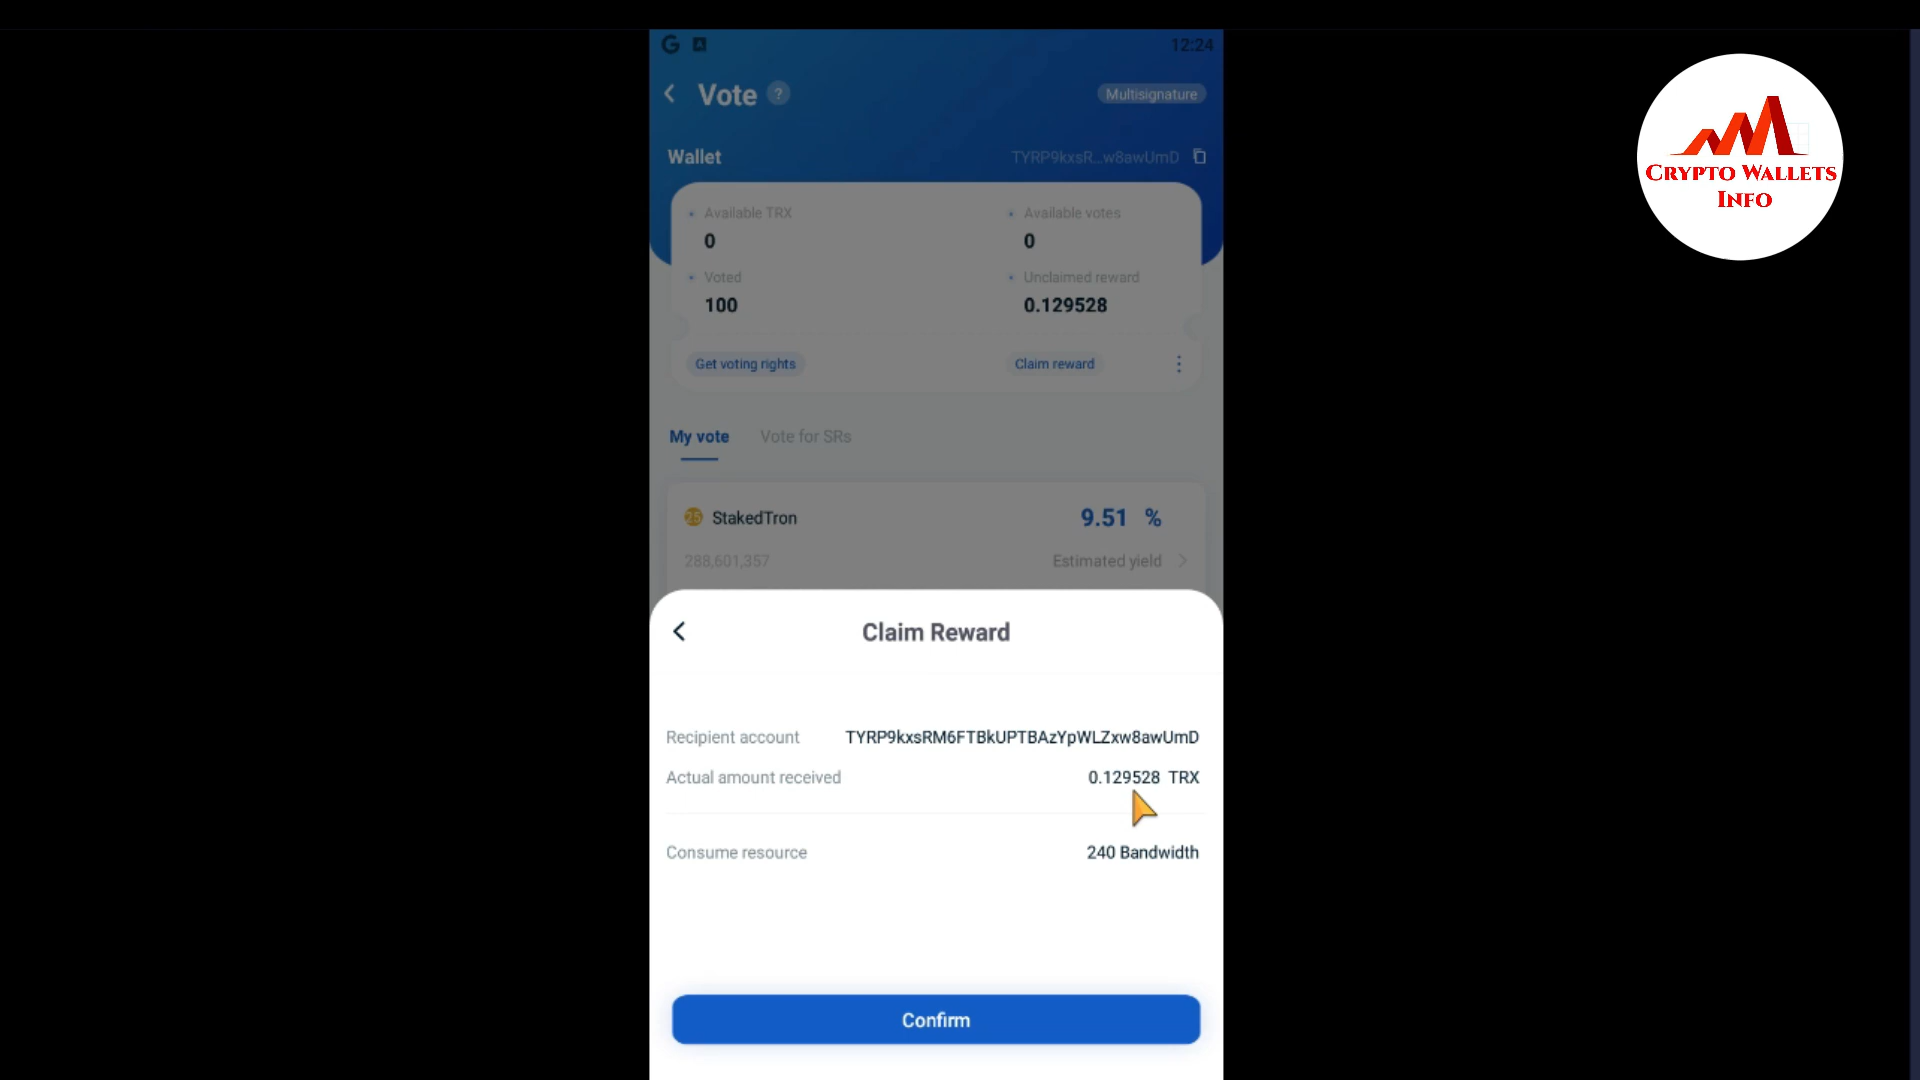 12:24
Vote ?
Multisignature
Wallet
TYRP9kxsR...w8awUmD
Available TRX
Available votes
0
0
Voted
Unclaimed reward
100
0.129528
Get voting rights
Claim reward
My vote
Vote for SRs
25 StakedTron
9.51 %
288,601,357
Estimated yield
Claim Reward
Recipient account
TYRP9kxsRM6FTBkUPTBAzYpWLZxw8awUmD
Actual amount received
0.129528 TRX
Consume resource
240 Bandwidth
Confirm
CRYPTO WALLETS
INFO